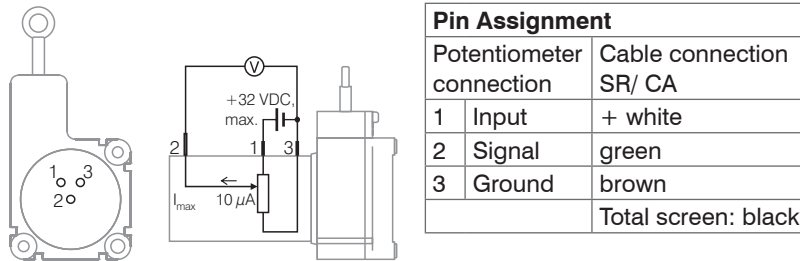 1 3
2
V
+32 VDC,
max.
2 1 3
I max 10 µA
Pin Assignment
Potentiometer Cable connection
connection SR/ CA
1 Input + white
2 Signal green
3 Ground brown
Total screen: black